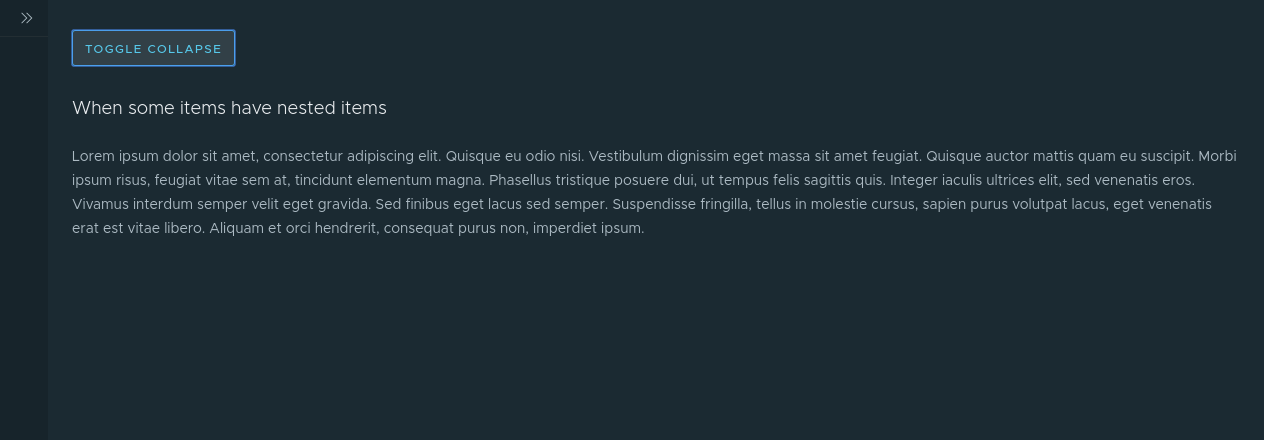 TOGGLE COLLAPSE
When some items have nested items
Lorem ipsum dolor sit amet, consectetur adipiscing elit. Quisque eu odio nisi. Vestibulum dignissim eget massa sit amet feugiat. Quisque auctor mattis quam eu suscipit. Morbi
ipsum risus, feugiat vitae sem at, tincidunt elementum magna. Phasellus tristique posuere dui, ut tempus felis sagittis quis. Integer iaculis ultrices elit, sed venenatis eros.
Vivamus interdum semper velit eget gravida. Sed finibus eget lacus sed semper. Suspendisse fringilla, tellus in molestie cursus, sapien purus volutpat lacus, eget venenatis
erat est vitae libero. Aliquam et orci hendrerit, consequat purus non, imperdiet ipsum.